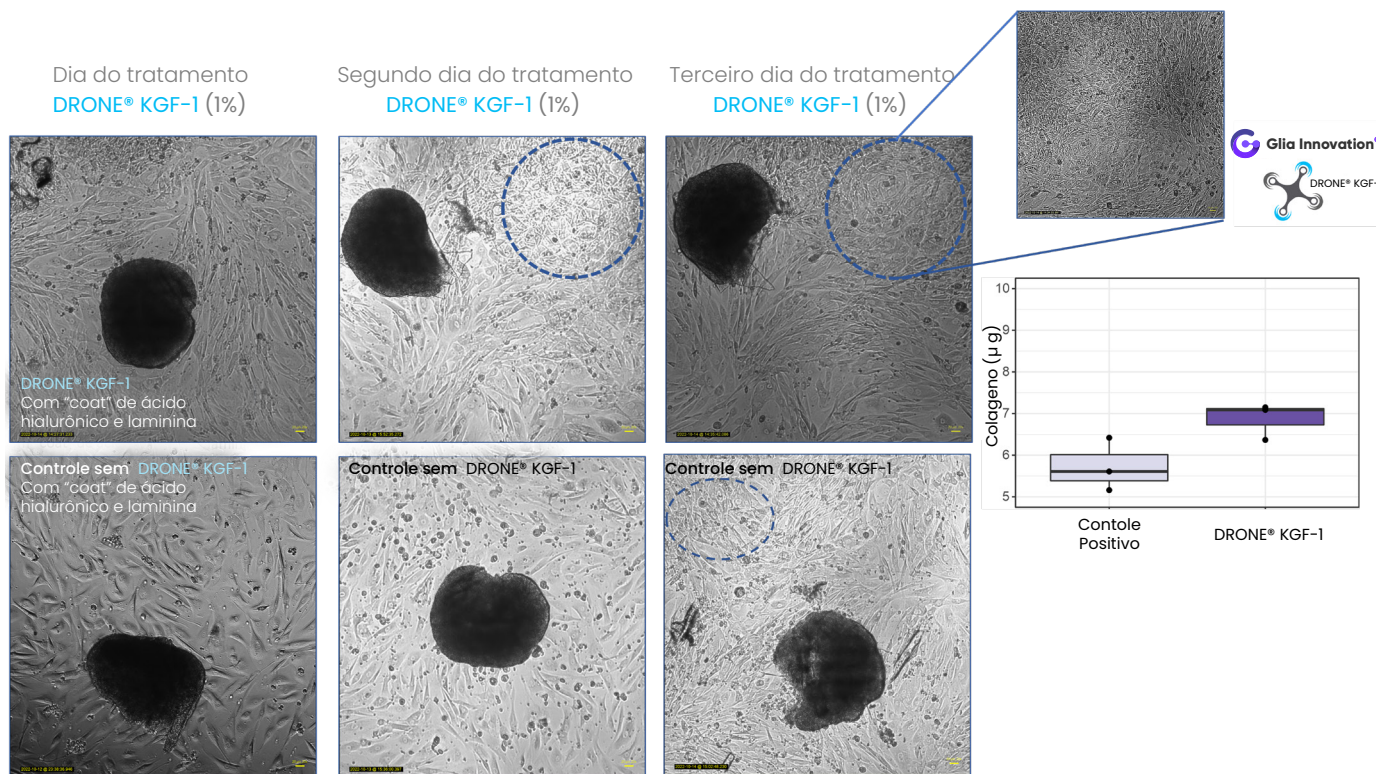 Dia do tratamento
DRONE® KGF-1 (1%)
Segundo dia do tratamento
DRONE® KGF-1 (1%)
Terceiro dia do tratamento
DRONE® KGF-1 (1%)
Glia Innovation
DRONE® KGF-
DRONE® KGF-1
Com “coat” de ácido
hialurônico e laminina
Controle sem DRONE® KGF-1
Com “coat” de ácido
hialurônico e laminina
Controle sem DRONE® KGF-1
Controle sem DRONE® KGF-1
Colageno (µ g)
10
9
8
7
6
5
Contole
Positivo
DRONE® KGF-1